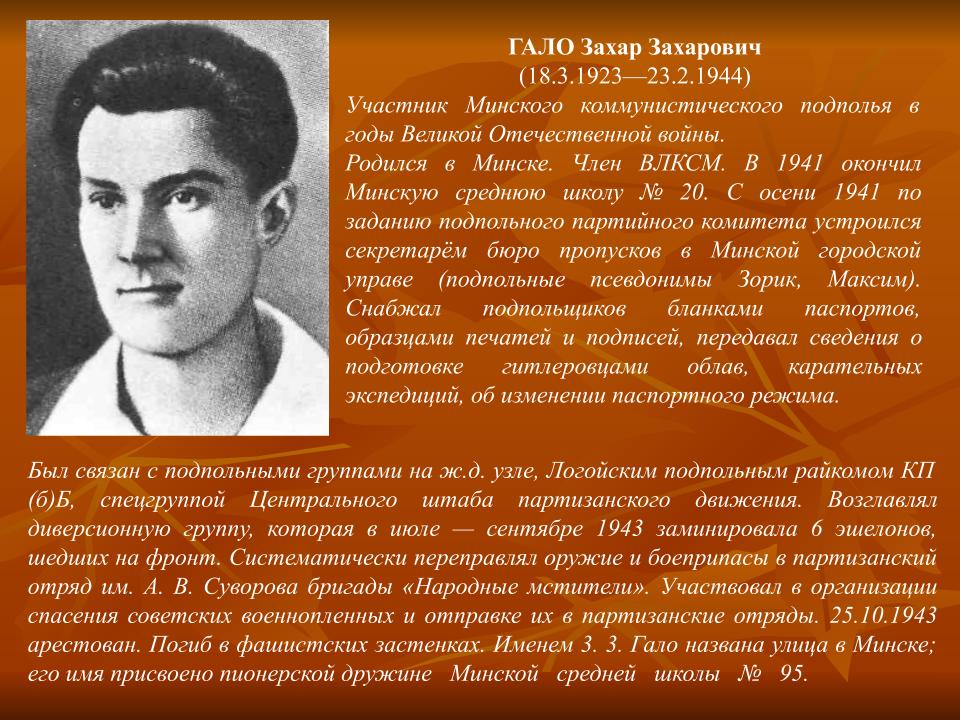 ГАЛО Захар Захарович
(18.3.1923—23.2.1944)
Участник Минского коммунистического подполья в
годы Великой Отечественной войны.
Родился в Минске. Член ВЛКСМ. В 1941 окончил
Минскую среднюю школу № 20. С осени 1941 по
заданию подпольного партийного комитета устроился
секретарём бюро пропусков в Минской городской
управе (подпольные псевдонимы Зорик, Максим).
Снабжал подпольщиков бланками паспортов,
образцами печатей и подписей, передавал сведения о
подготовке гитлеровцами облав, карательных
экспедиций, об изменении паспортного режима.
Был связан с подпольными группами на ж.д. узле, Логойским подпольным райкомом КП
(б)Б, спецгруппой Центрального штаба партизанского движения. Возглавлял
диверсионную группу, которая в июле — сентябре 1943 заминировала 6 эшелонов,
шедших на фронт. Систематически переправлял оружие и боеприпасы в партизанский
отряд им. А. В. Суворова бригады «Народные мстители». Участвовал в организации
спасения советских военнопленных и отправке их в партизанские отряды. 25.10.1943
арестован. Погиб в фашистских застенках. Именем 3. 3. Гало названа улица в Минске;
его имя присвоено пионерской дружине Минской средней школы № 95.